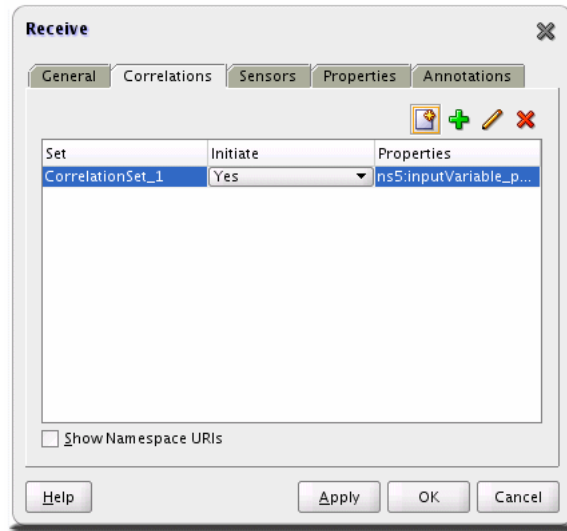 Receive
General Correlations Sensors Properties Annotations
Set Initiate Properties
CorrelationSet_1 Yes ns5:inputVariable_p...
Show Namespace URIs
Help Apply OK Cancel